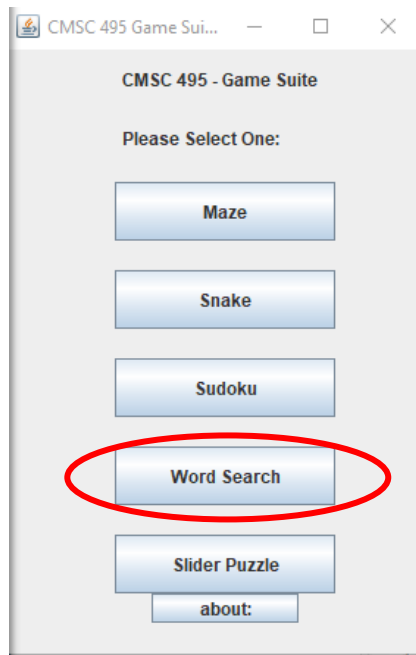 CMSC 495 Game Sui...
CMSC 495 - Game Suite
Please Select One:
Maze
Snake
Sudoku
Word Search
Slider Puzzle
about: